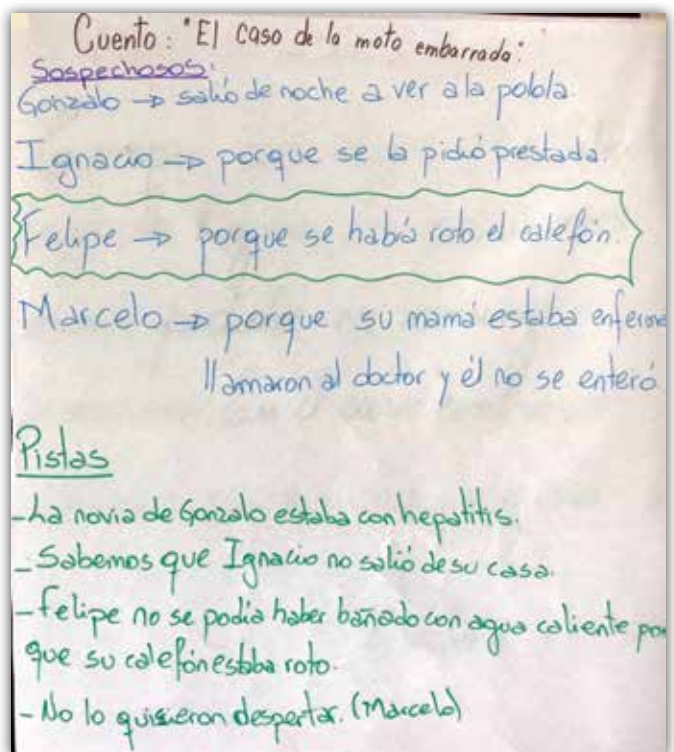 Cuento: "El caso de la moto embarrada".
Sospechosos:
Gonzalo → salió de noche a ver a la polola.
Ignacio → porque se la pidió prestada.
Felipe → porque se había roto el calefón.
Marcelo → porque su mamá estaba enferma
llamaron al doctor y él no se enteró
Pistas
- La novia de Gonzalo estaba con hepatitis.
- Sabemos que Ignacio no salió de su casa.
- Felipe no se podía haber bañado con agua caliente por
que su calefón estaba roto.
- No lo quisieron despertar. (Marcelo)